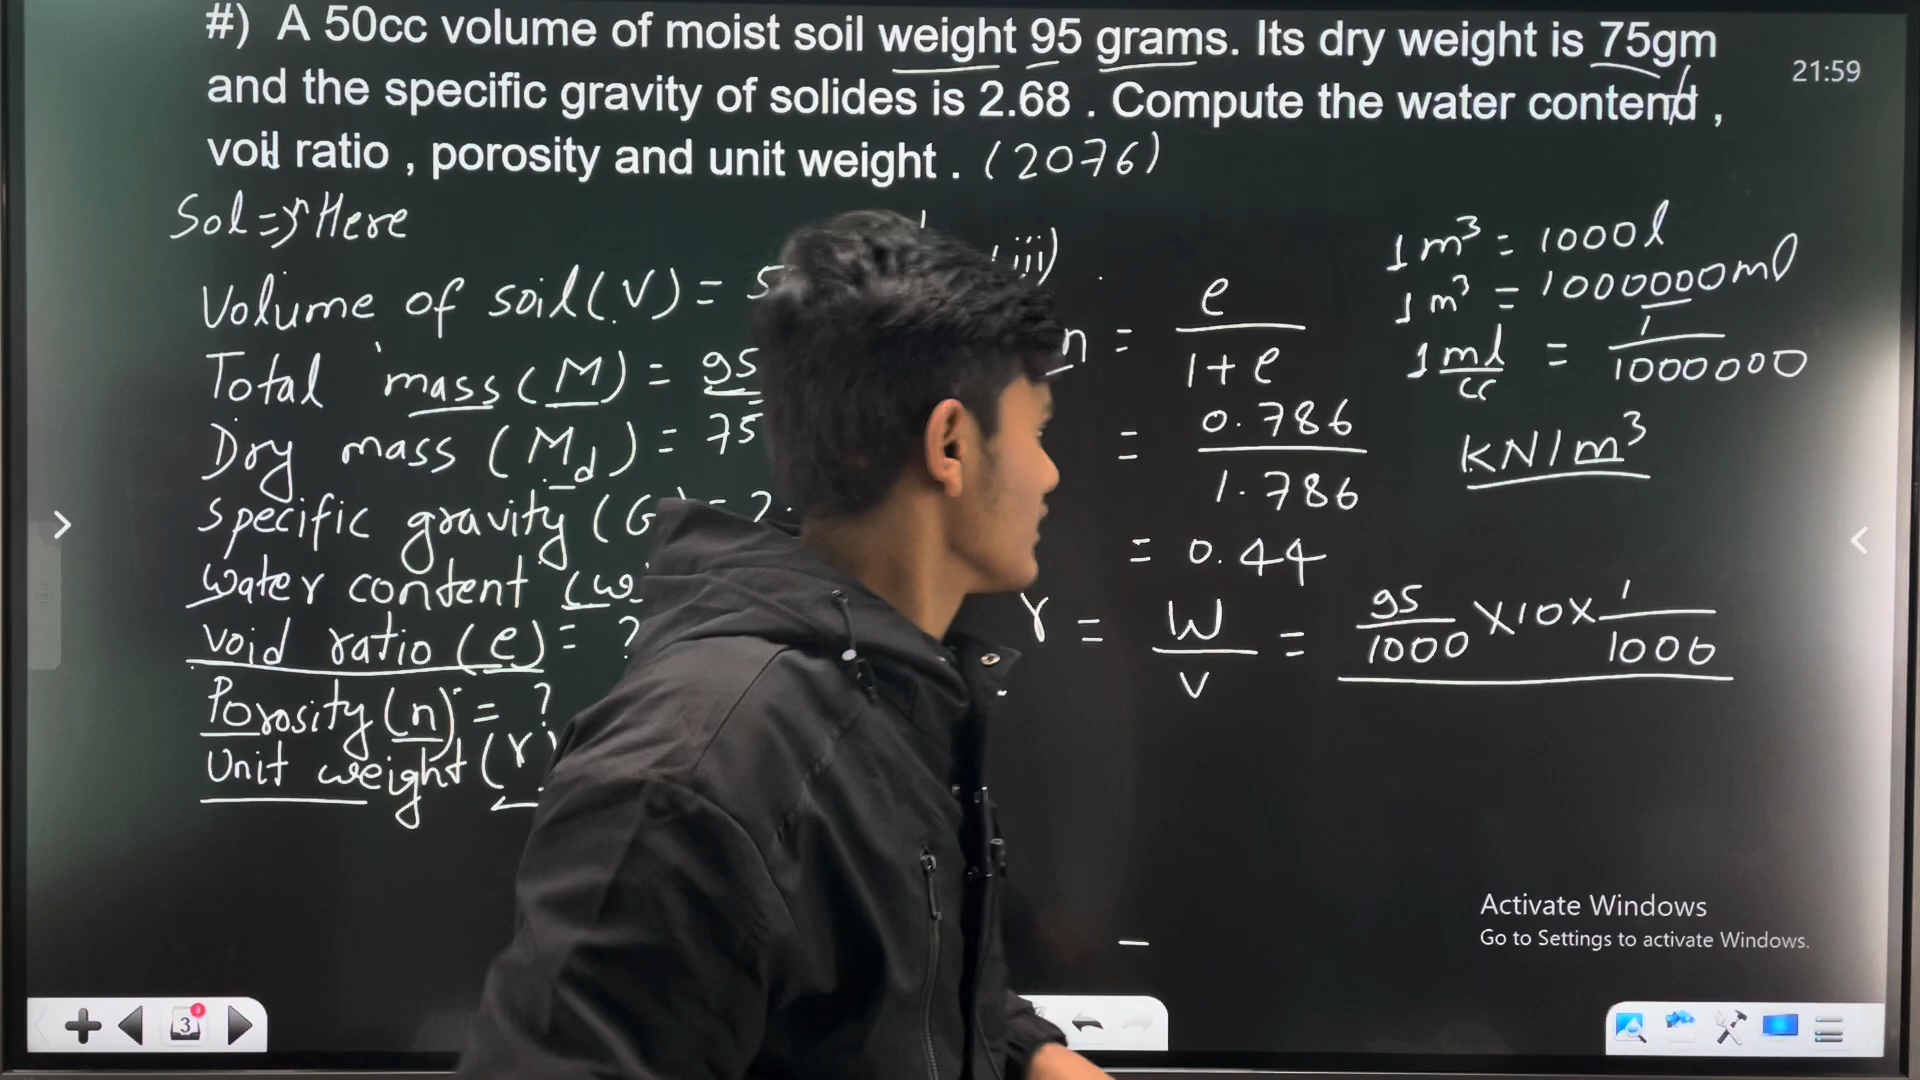 #) A 50cc volume of moist soil weight 95 grams. Its dry weight is 75gm
and the specific gravity of solides is 2.68 . Compute the water content ,
void ratio , porosity and unit weight . (2076)
21:59
Sol => Here
Volume of soil (V) = 5
Total mass (M) = 95
Dry mass (Md) = 75
Specific gravity (G) = 2.
Water content (w
void ratio (e) = ?
Porosity (n) = ?
Unit weight (γ)
(iii)
n = e / 1+e
= 0.786 / 1.786
= 0.44
γ = W / V = 95/1000 × 10 × 1/1000
1 m³ = 1000 l
1 m³ = 1000000 ml
1 ml = 1/1000000
cc
KN/m³
Activate Windows
Go to Settings to activate Windows.
3